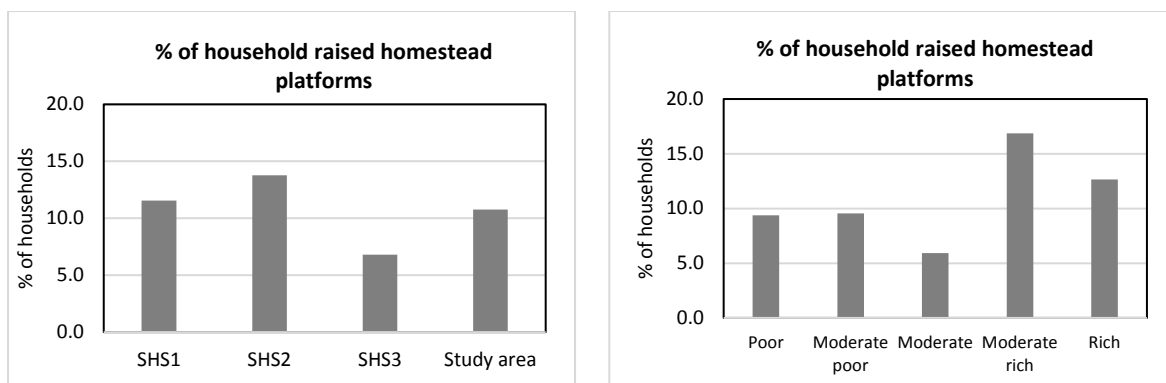 % of household raised homestead
platforms
20.0
15.0
10.0
5.0
0.0
% of households
SHS1 SHS2 SHS3 Study area
% of household raised homestead
platforms
20.0
15.0
10.0
5.0
0.0
% of households
Poor Moderate poor Moderate Moderate rich Rich